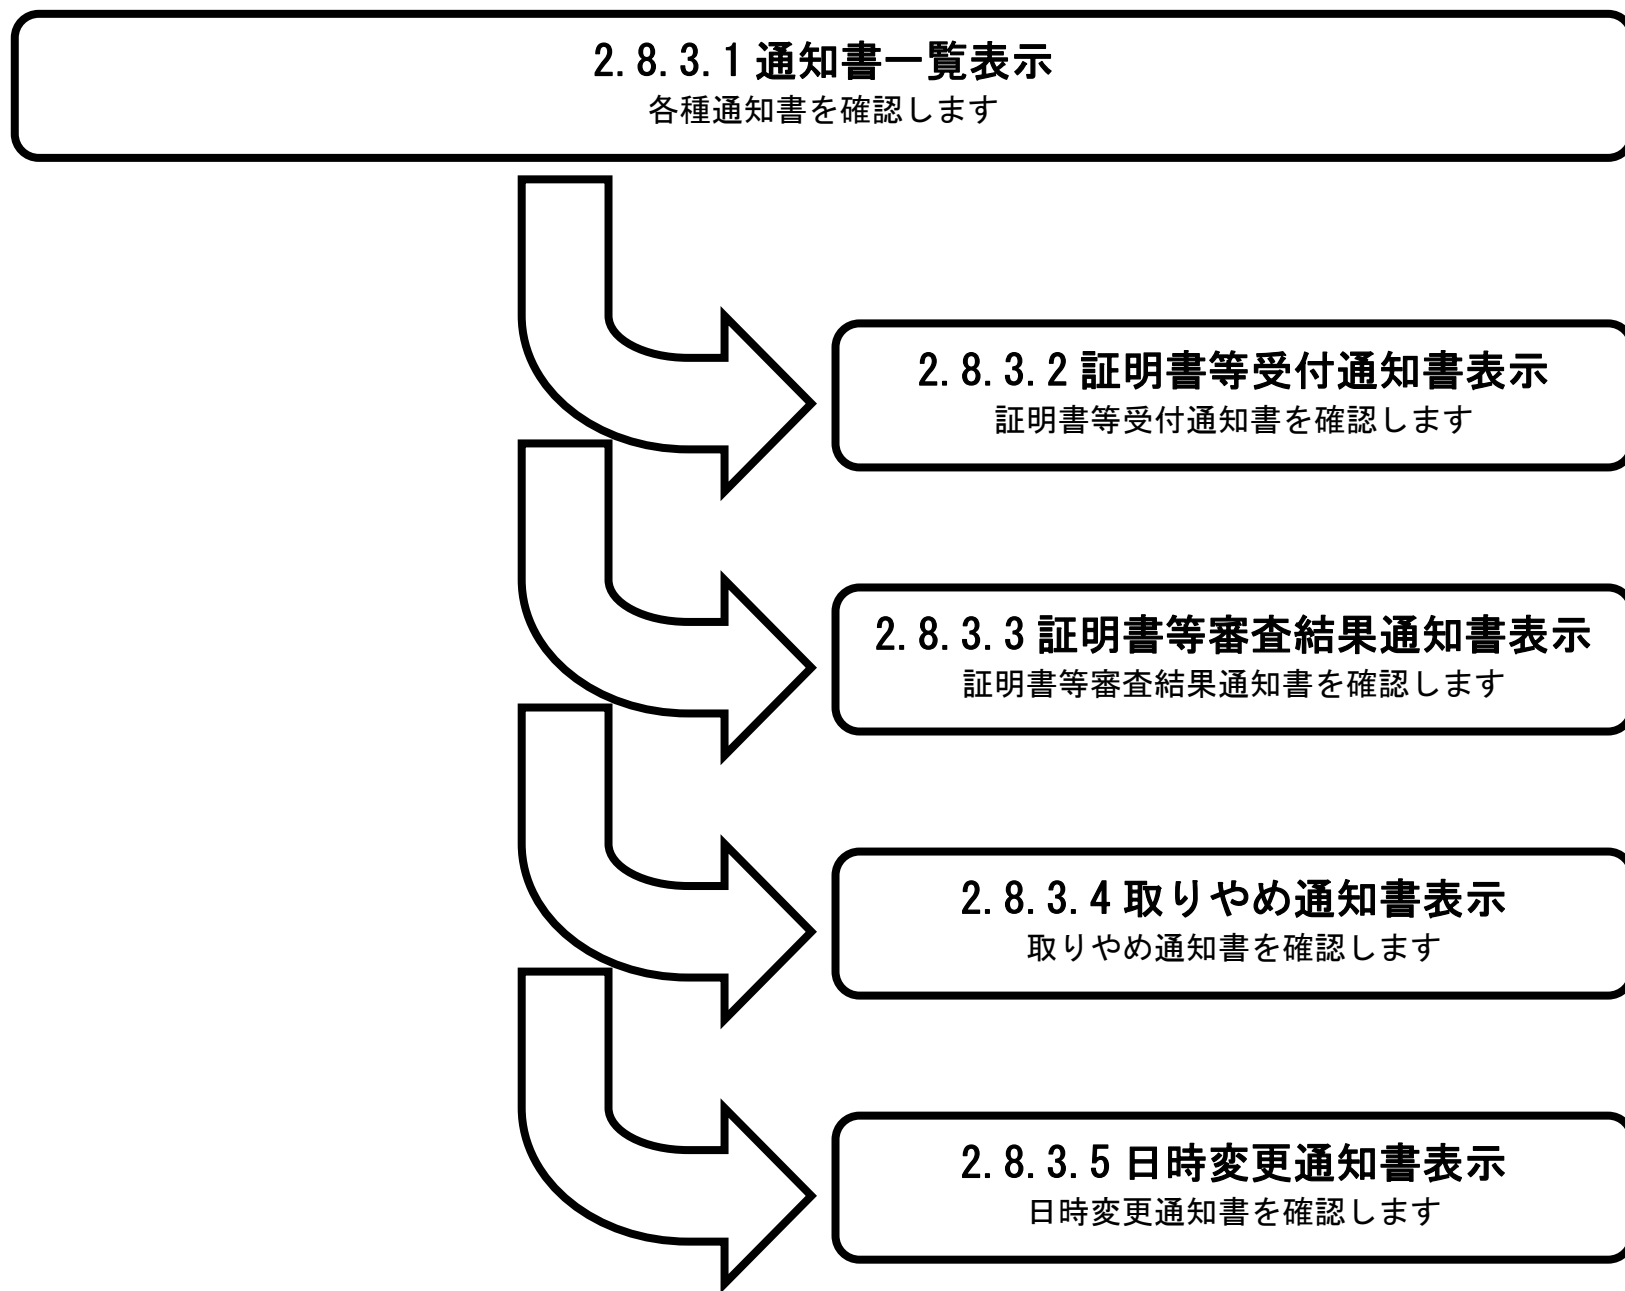 2.8.3.1 通知書一覧表示
各種通知書を確認します
2.8.3.2 証明書等受付通知書表示
証明書等受付通知書を確認します
2.8.3.3 証明書等審査結果通知書表示
証明書等審査結果通知書を確認します
2.8.3.4 取りやめ通知書表示
取りやめ通知書を確認します
2.8.3.5 日時変更通知書表示
日時変更通知書を確認します